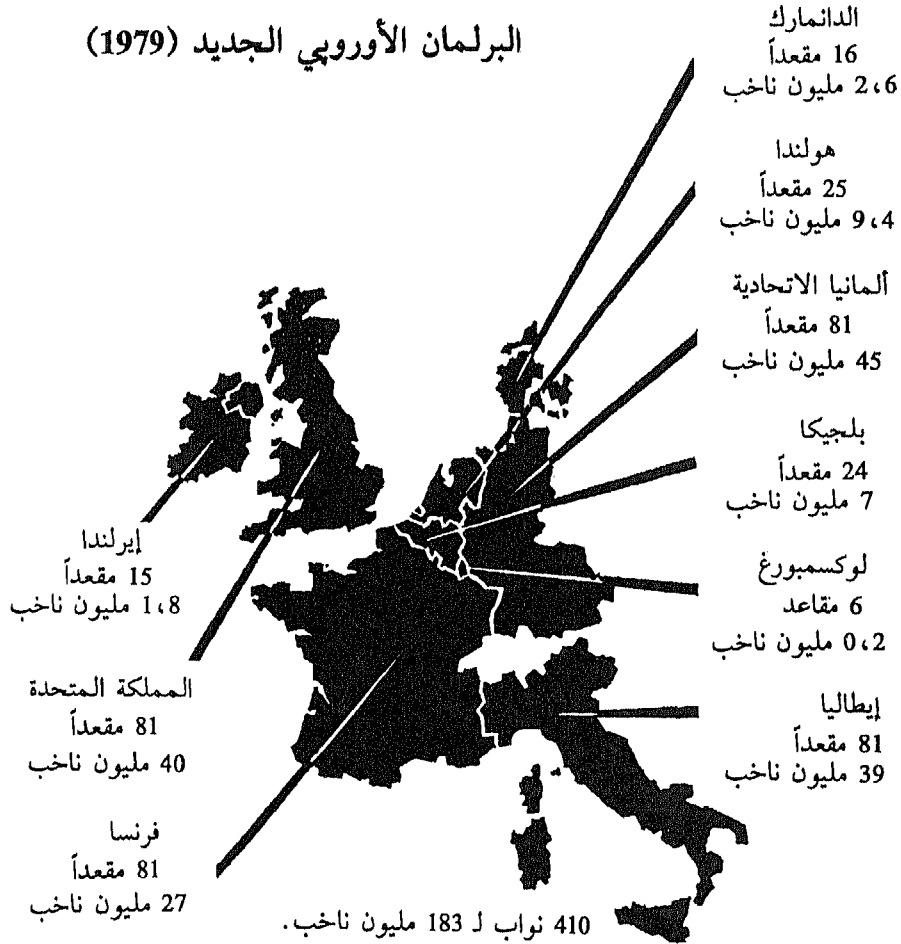 البرلمان الأوروبي الجديد (1979)
الدانمارك
16 مقعداً
2،6 مليون ناخب
هولندا
25 مقعداً
9،4 مليون ناخب
ألمانيا الاتحادية
81 مقعداً
45 مليون ناخب
بلجيكا
24 مقعداً
7 مليون ناخب
لوكسمبورغ
6 مقاعد
0،2 مليون ناخب
إيطاليا
81 مقعداً
39 مليون ناخب
إيرلندا
15 مقعداً
1،8 مليون ناخب
المملكة المتحدة
81 مقعداً
40 مليون ناخب
فرنسا
81 مقعداً
27 مليون ناخب
410 نواب لـ 183 مليون ناخب.